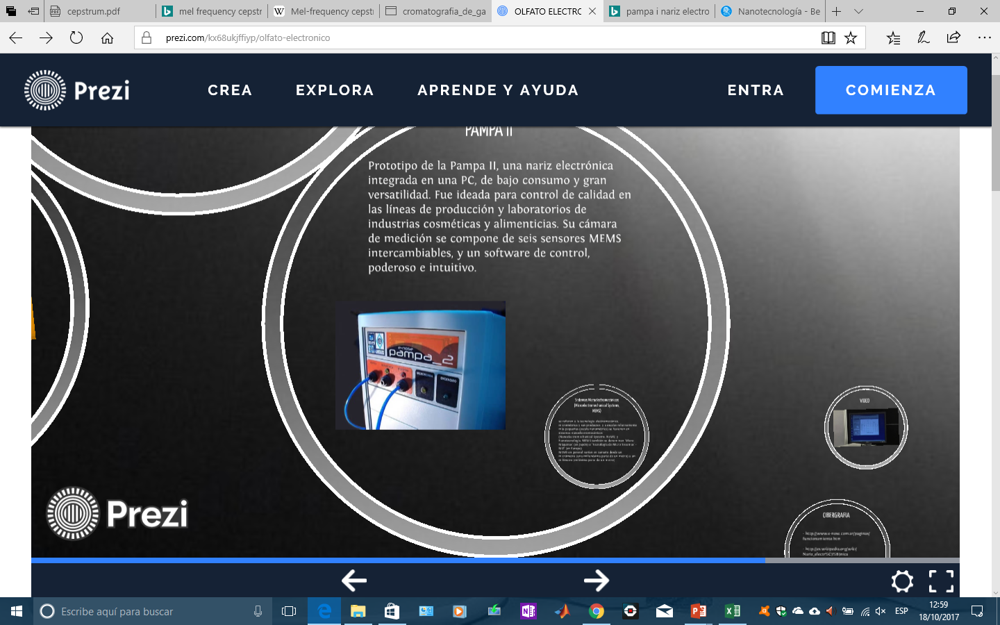 cepstrum.pdf
mel frequency cepstr
Mel-frequency cepst
cromatografia_de_ga
OLFATO ELECTRC
pampa i nariz electro
Nanotecnología - Be
prezi.com/kx68ukjffiyp/olfato-electronico
Prezi
CREA
EXPLORA
APRENDE Y AYUDA
ENTRA
COMIENZA
PAMPA II
Prototipo de la Pampa II, una nariz electrónica
integrada en una PC, de bajo consumo y gran
versatilidad. Fue ideada para control de calidad en
las líneas de producción y laboratorios de
industrias cosméticas y alimenticias. Su cámara
de medición se compone de seis sensores MEMS
intercambiables, y un software de control,
poderoso e intuitivo.
e-nose
pampa_2
ENCENDIDO
Sistemas Microelectromecánicos
(Microelectromechanical Systems,
MEMS)
VIDEO
CIBERGRAFIA
- http://www.e-nose.com.ar/paginas/
funcionamiento.htm
- http://es.wikipedia.org/wiki/
Nariz_electr%C3%B3nica
Prezi
Escribe aquí para buscar
ESP
12:59
18/10/2017